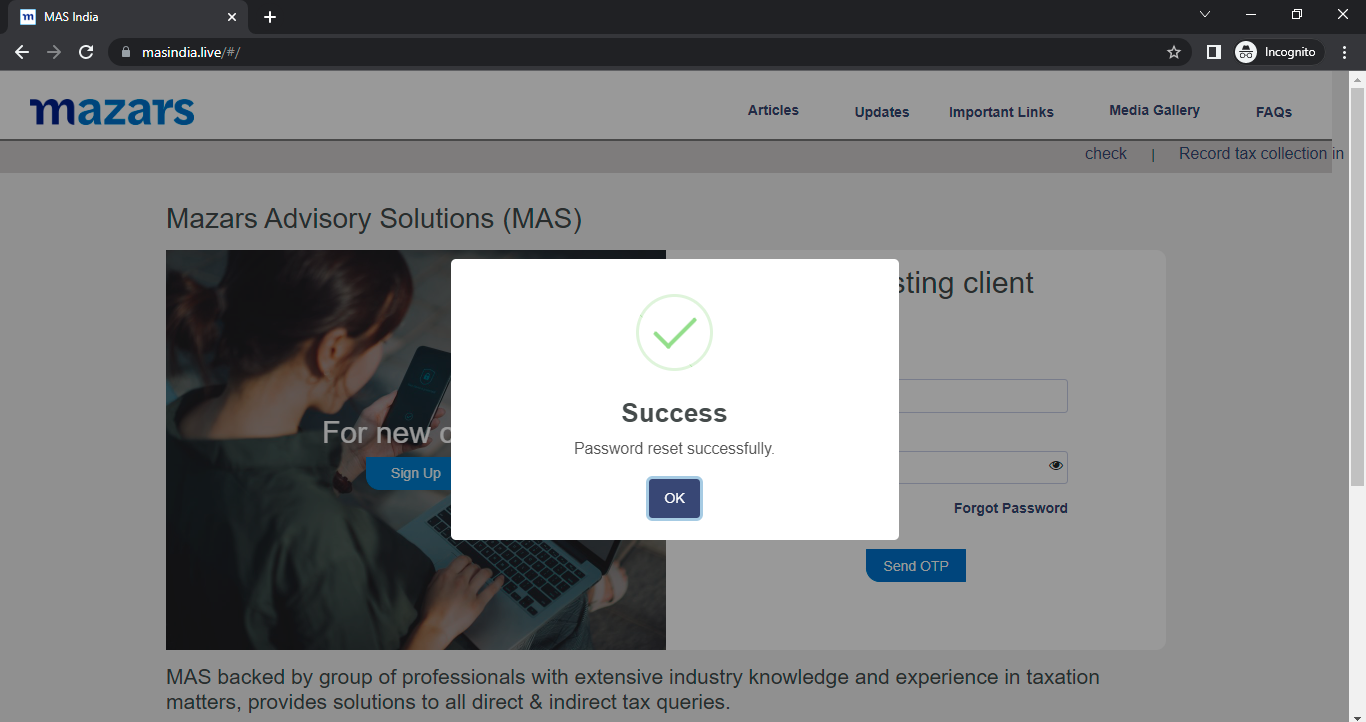 MAS India
masindia.live/#/
Incognito
mazars
Articles
Updates
Important Links
Media Gallery
FAQs
check | Record tax collection in
Mazars Advisory Solutions (MAS)
For new c
Sign Up
sting client
Success
Password reset successfully.
OK
Forgot Password
Send OTP
MAS backed by group of professionals with extensive industry knowledge and experience in taxation
matters, provides solutions to all direct & indirect tax queries.